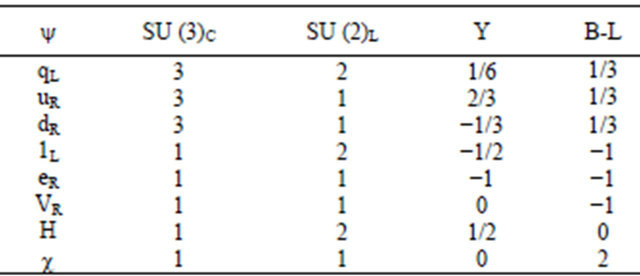 ψ SU (3)C SU (2)L Y B-L
qL 3 2 1/6 1/3
uR 3 1 2/3 1/3
dR 3 1 −1/3 1/3
lL 1 2 −1/2 −1
eR 1 1 −1 −1
VR 1 1 0 −1
H 1 2 1/2 0
χ 1 1 0 2